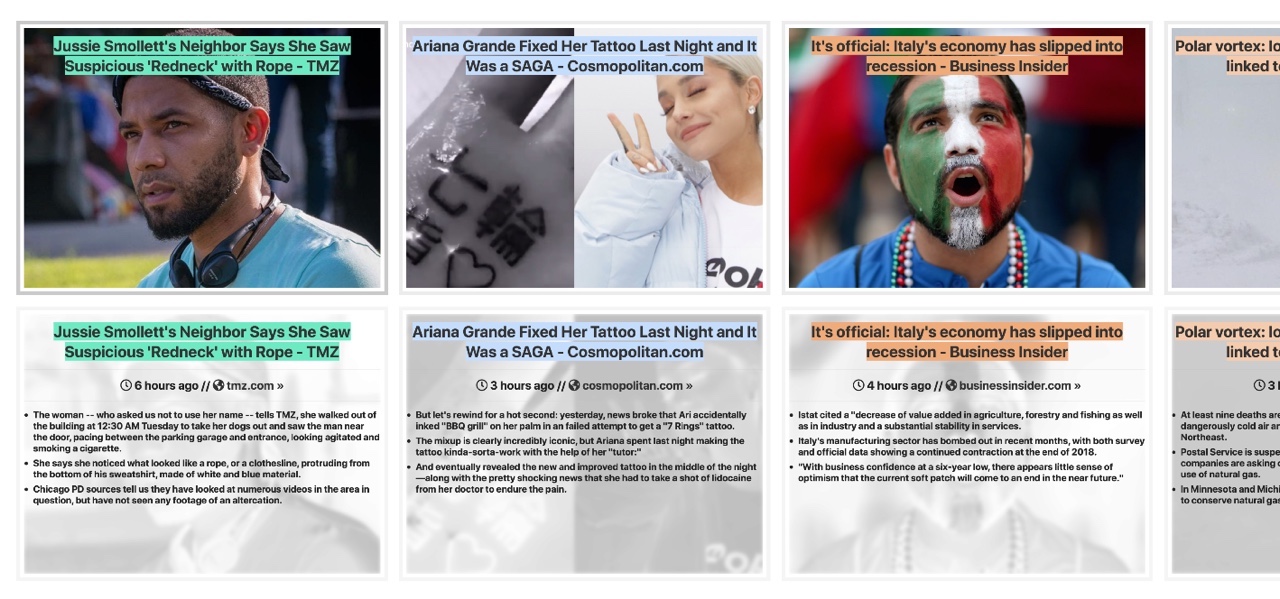 Jussie Smollett's Neighbor Says She Saw
Suspicious 'Redneck' with Rope - TMZ
Ariana Grande Fixed Her Tattoo Last Night and It
Was a SAGA - Cosmopolitan.com
It's official: Italy's economy has slipped into
recession - Business Insider
Polar vortex: lo
linked t
Jussie Smollett's Neighbor Says She Saw
Suspicious 'Redneck' with Rope - TMZ
6 hours ago // tmz.com »
• The woman -- who asked us not to use her name -- tells TMZ, she walked out of
the building at 12:30 AM Tuesday to take her dogs out and saw the man near
the door, pacing between the parking garage and entrance, looking agitated and
smoking a cigarette.
• She says she noticed what looked like a rope, or a clothesline, protruding from
the bottom of his sweatshirt, made of white and blue material.
• Chicago PD sources tell us they have looked at numerous videos in the area in
question, but have not seen any footage of an altercation.
Ariana Grande Fixed Her Tattoo Last Night and It
Was a SAGA - Cosmopolitan.com
3 hours ago // cosmopolitan.com »
• But let's rewind for a hot second: yesterday, news broke that Ari accidentally
inked "BBQ grill" on her palm in an failed attempt to get a "7 Rings" tattoo.
• The mixup is clearly incredibly iconic, but Ariana spent last night making the
tattoo kinda-sorta-work with the help of her "tutor:"
• And eventually revealed the new and improved tattoo in the middle of the night
—along with the pretty shocking news that she had to take a shot of lidocaine
from her doctor to endure the pain.
It's official: Italy's economy has slipped into
recession - Business Insider
4 hours ago // businessinsider.com »
• Istat cited a "decrease of value added in agriculture, forestry and fishing as well
as in industry and a substantial stability in services.
• Italy's manufacturing sector has bombed out in recent months, with both survey
and official data showing a continued contraction at the end of 2018.
• "With business confidence at a six-year low, there appears little sense of
optimism that the current soft patch will come to an end in the near future."
Polar vortex: lo
linked t
3 
• At least nine deaths are
dangerously cold air an
Northeast.
• Postal Service is suspe
companies are asking c
use of natural gas.
• In Minnesota and Michi
to conserve natural gas